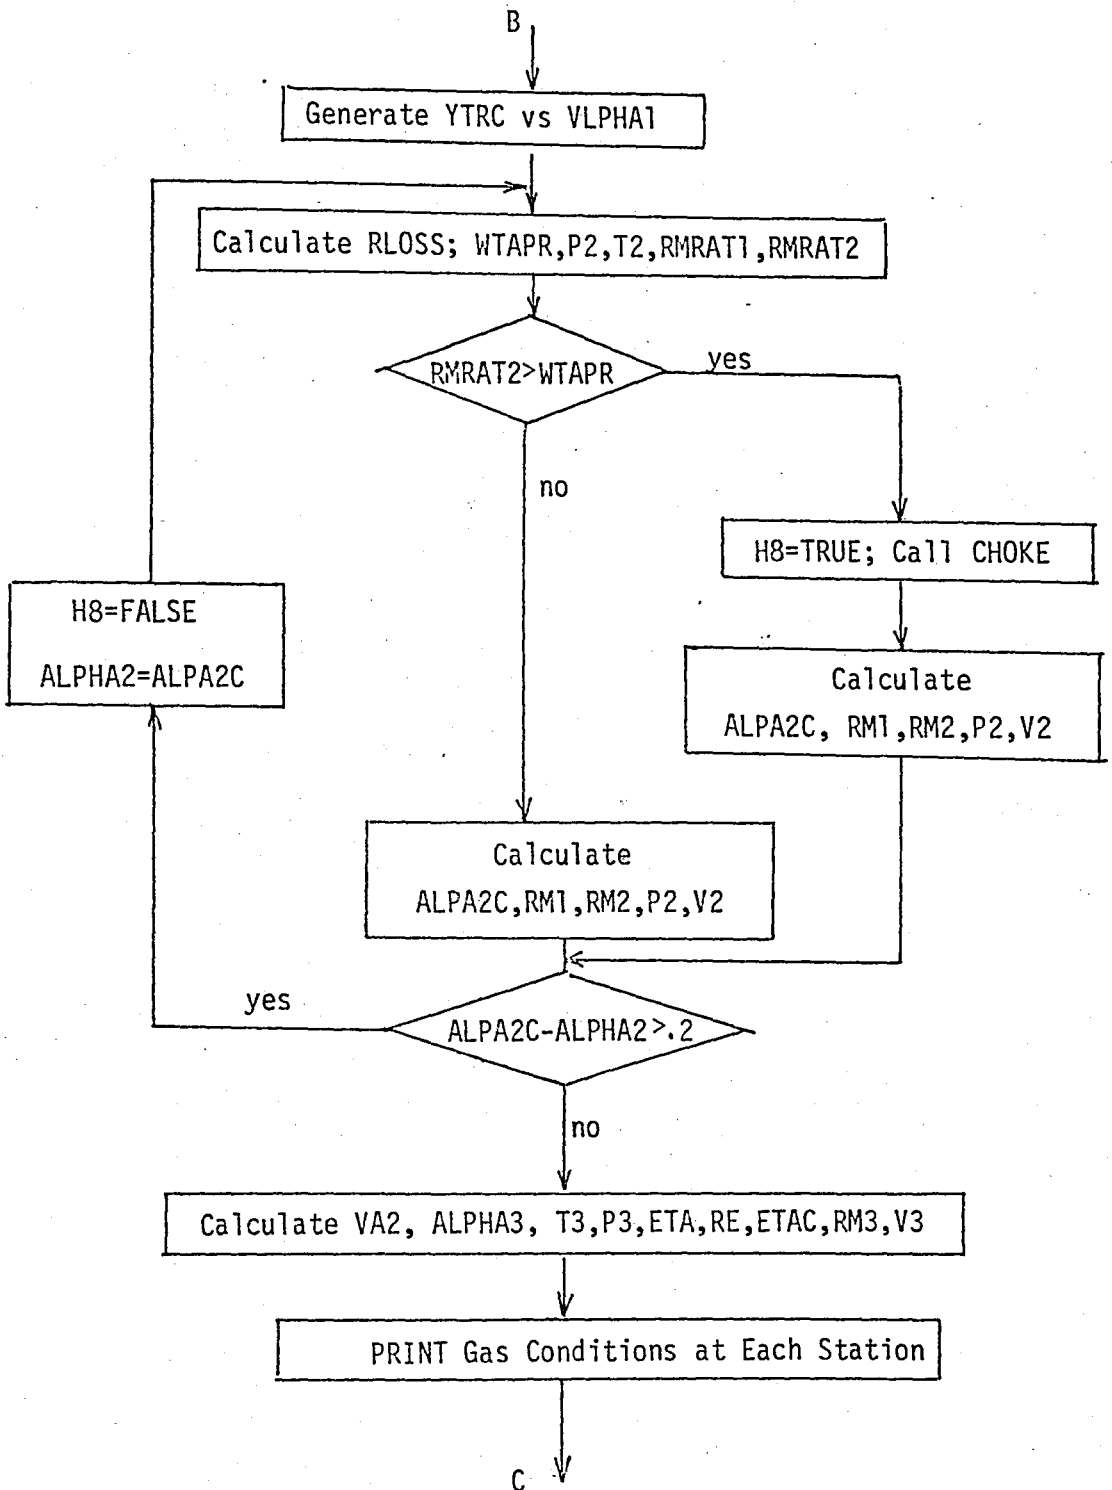 B
Generate YTRC vs VLPHA1
Calculate RLOSS; WTAPR,P2,T2,RMRAT1,RMRAT2
RMRAT2>WTAPR
yes
no
H8=TRUE; Call CHOKE
H8=FALSE
ALPHA2=ALPA2C
Calculate
ALPA2C, RM1,RM2,P2,V2
Calculate
ALPA2C,RM1,RM2,P2,V2
yes
ALPA2C-ALPHA2>.2
no
Calculate VA2, ALPHA3, T3,P3,ETA,RE,ETAC,RM3,V3
PRINT Gas Conditions at Each Station
C